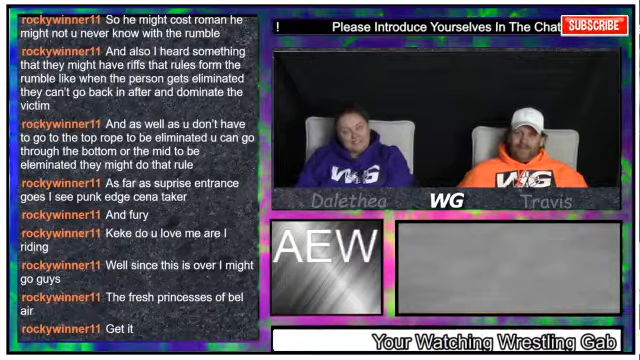 rockywinner11 So he might cost roman he
might not u never know with the rumble
rockywinner11 And also I heard something
that they might have riffs that rules form the
rumble like when the person gets eliminated
they can't go back in after and dominate the
victim
rockywinner11 And as well as u don't have
to go to the top rope to be eliminated u can go
through the bottom or the mid to be
eleminated they might do that rule
rockywinner11 As far as suprise entrance
goes I see punk edge cena taker
rockywinner11 And fury
rockywinner11 Keke do u love me are I
riding
rockywinner11 Well since this is over I might
go guys
rockywinner11 The fresh princesses of bel
air
rockywinner11 Get it
! Please Introduce Yourselves In The Chat
SUBSCRIBE
WG
WG
Dalethea WG Travis
AEW
Your Watching Wrestling Gab